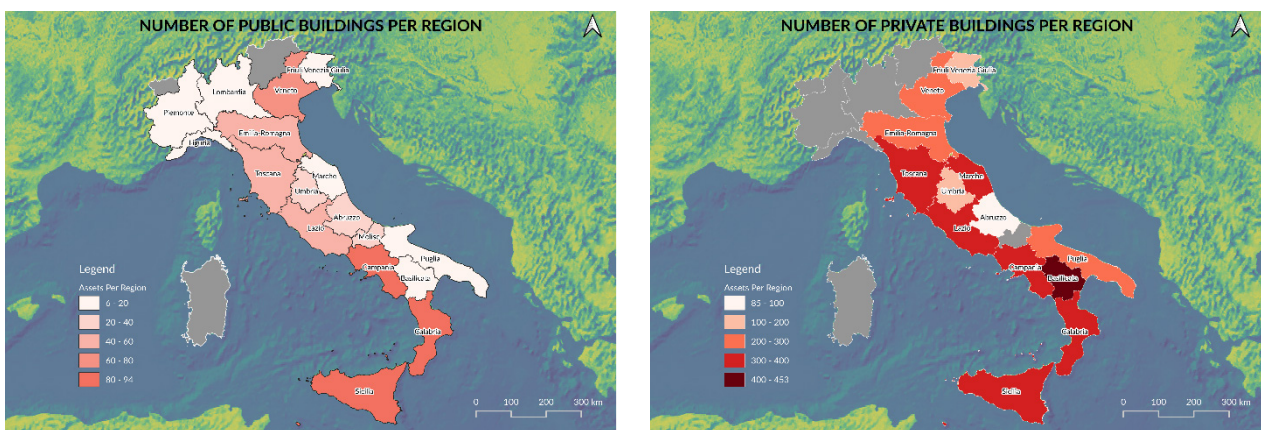 NUMBER OF PUBLIC BUILDINGS PER REGION
Friuli Venezia Giulia
Lombardia
Veneto
Piemonte
Emilia-Romagna
Liguria
Toscana
Marche
Umbria
Abruzzo
Lazio
Molise
Puglia
Campania
Basilicata
Calabria
Sicilia
Legend
Assets Per Region
6 - 20
20 - 40
40 - 60
60 - 80
80 - 94
0 100 200 300 km
NUMBER OF PRIVATE BUILDINGS PER REGION
Friuli Venezia Giulia
Veneto
Emilia-Romagna
Toscana
Marche
Umbria
Abruzzo
Lazio
Puglia
Campania
Basilicata
Calabria
Sicilia
Legend
Assets Per Region
85 - 100
100 - 200
200 - 300
300 - 400
400 - 453
0 100 200 300 km